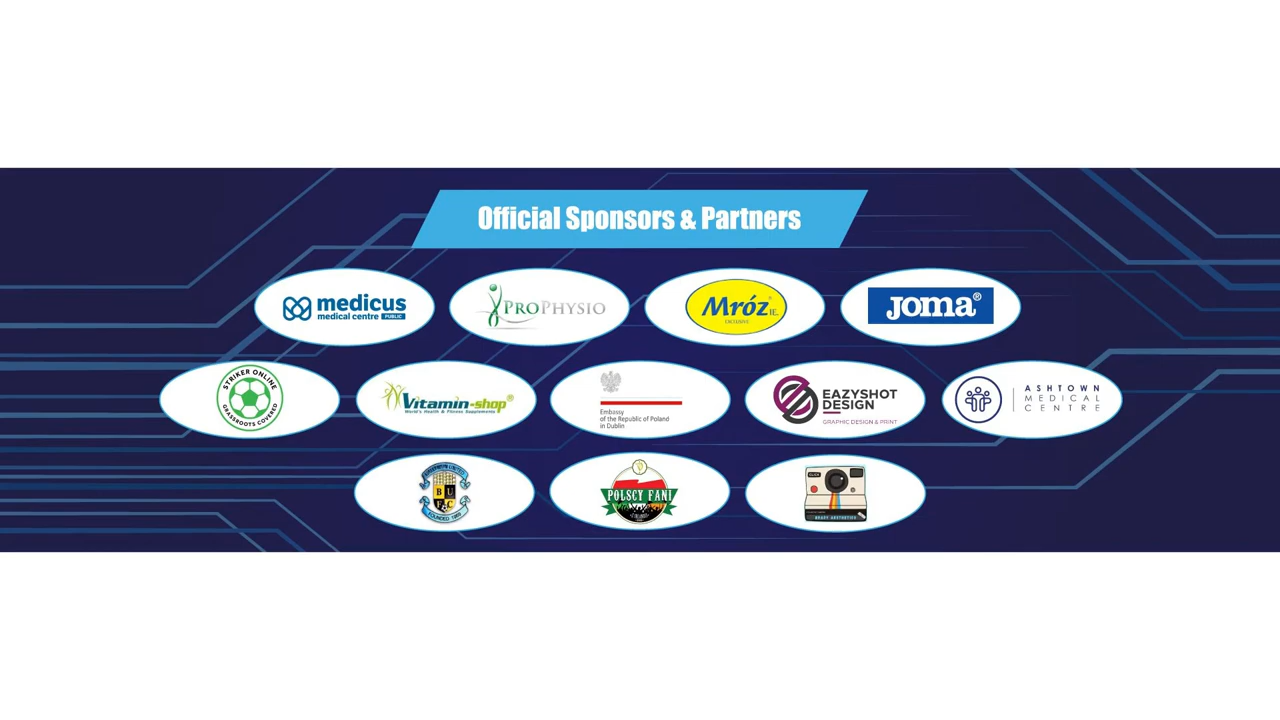 Official Sponsors & Partners
medicus
medical centre PUBLIC
PROPHYSIO
Mróz IE.
EXCLUSIVE
JOMA®
STRIKER ONLINE
GRASSROOTS COVERED
Vitamin-shop®
World's Health & Fitness Supplements
Embassy
of the Republic of Poland
in Dublin
EAZYSHOT
DESIGN
GRAPHIC DESIGN & PRINT
ASHTOWN
MEDICAL
CENTRE
UNITED
B U
F C
FOUNDED
POLSCY FANI